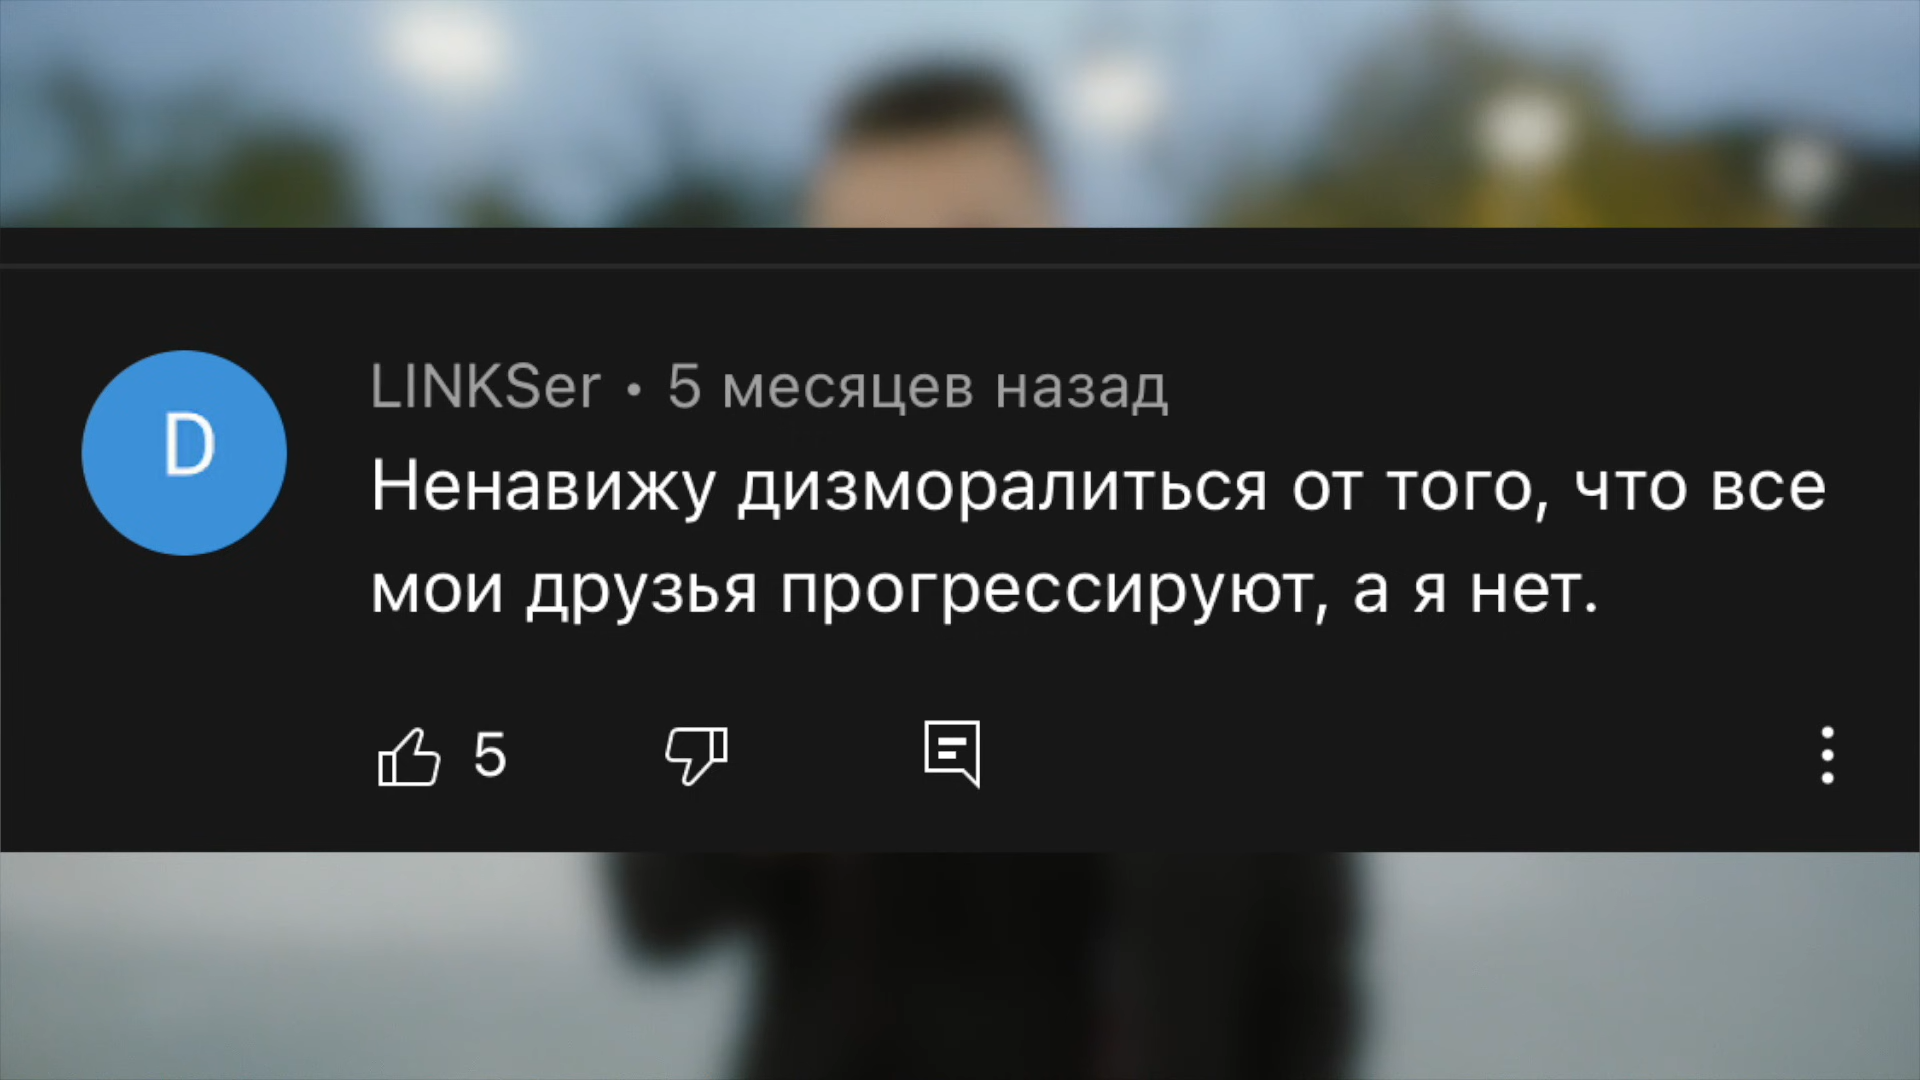 D
LINKSer • 5 месяцев назад
Ненавижу дизморалиться от того, что все
мои друзья прогрессируют, а я нет.
5